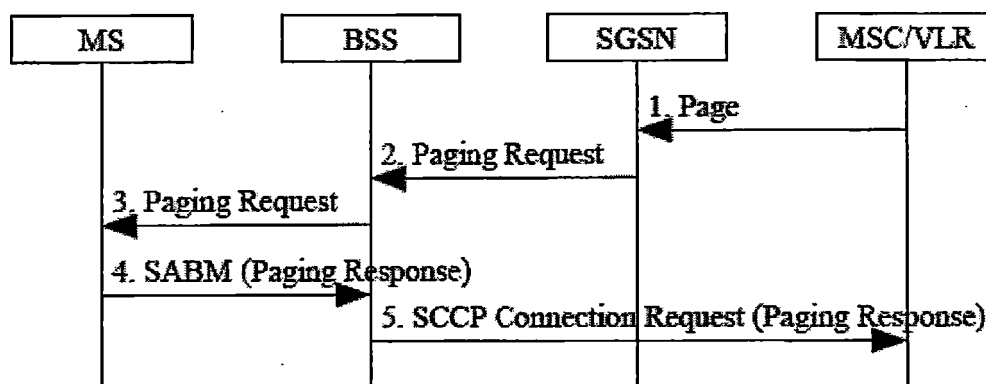 MS BSS SGSN MSC/VLR
1. Page
2. Paging Request
3. Paging Request
4. SABM (Paging Response)
5. SCCP Connection Request (Paging Response)